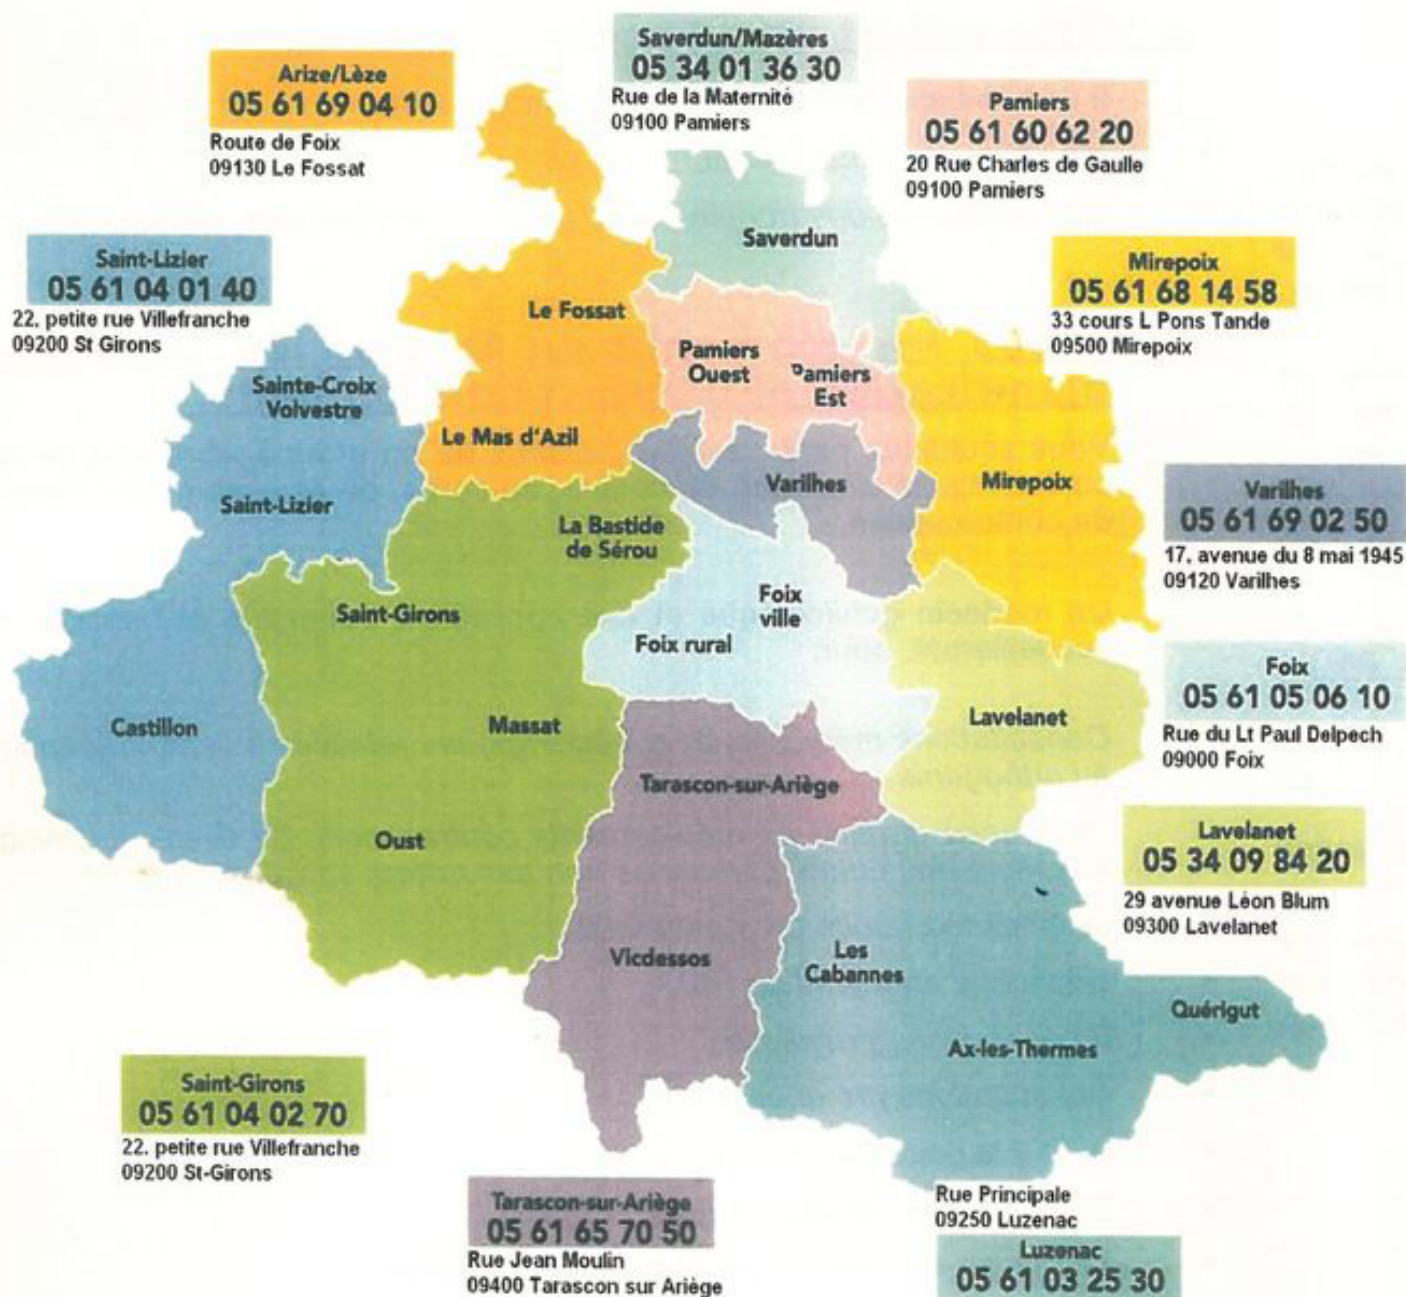 Saverdun/Mazères
05 34 01 36 30
Rue de la Maternité
09100 Pamiers
Arize/Lèze
05 61 69 04 10
Route de Foix
09130 Le Fossat
Pamiers
05 61 60 62 20
20 Rue Charles de Gaulle
09100 Pamiers
Saint-Lizier
05 61 04 01 40
22, petite rue Villefranche
09200 St Girons
Mirepoix
05 61 68 14 58
33 cours L Pons Tande
09500 Mirepoix
Saverdun
Le Fossat
Pamiers
Ouest
Pamiers
Est
Sainte-Croix
Volvestre
Le Mas d'Azil
Varilhes
Mirepoix
Saint-Lizier
La Bastide
de Sérou
Varilhes
05 61 69 02 50
17, avenue du 8 mai 1945
09120 Varilhes
Saint-Girons
Foix
ville
Foix rural
Foix
05 61 05 06 10
Rue du Lt Paul Delpech
09000 Foix
Castillon
Massat
Lavelanet
Tarascon-sur-Ariège
Oust
Lavelanet
05 34 09 84 20
29 avenue Léon Blum
09300 Lavelanet
Vicdessos
Les
Cabannes
Quérigut
Ax-les-Thermes
Saint-Girons
05 61 04 02 70
22, petite rue Villefranche
09200 St-Girons
Tarascon-sur-Ariège
05 61 65 70 50
Rue Jean Moulin
09400 Tarascon sur Ariège
Rue Principale
09250 Luzenac
Luzenac
05 61 03 25 30